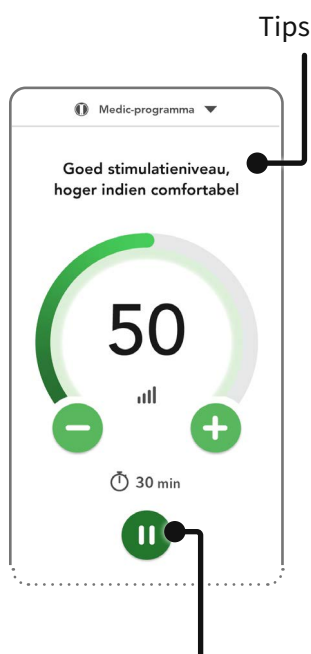 Tips
Medic-programma
Goed stimulatieniveau,
hoger indien comfortabel
50
30 min